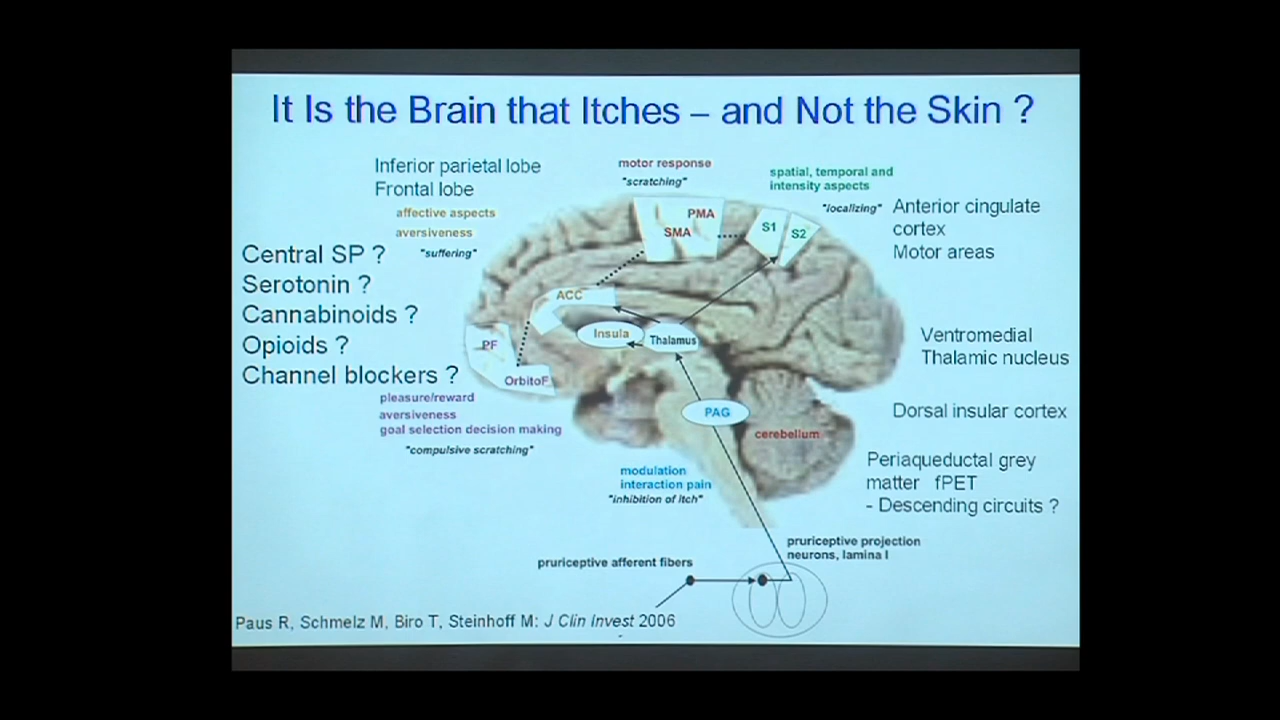 It Is the Brain that Itches – and Not the Skin ?
Inferior parietal lobe
Frontal lobe
affective aspects
aversiveness
"suffering"
motor response
"scratching"
spatial, temporal and
intensity aspects
"localizing"
Anterior cingulate
cortex
Motor areas
Central SP ?
Serotonin ?
Cannabinoids ?
Opioids ?
Channel blockers ?
PMA
SMA
S1
S2
ACC
Insula
Thalamus
PF
OrbitoF
PAG
cerebellum
Ventromedial
Thalamic nucleus
Dorsal insular cortex
pleasure/reward
aversiveness
goal selection decision making
"compulsive scratching"
modulation
interaction pain
"inhibition of itch"
Periaqueductal grey
matter fPET
- Descending circuits ?
pruriceptive projection
neurons, lamina I
pruriceptive afferent fibers
Paus R, Schmelz M, Biro T, Steinhoff M: J Clin Invest 2006